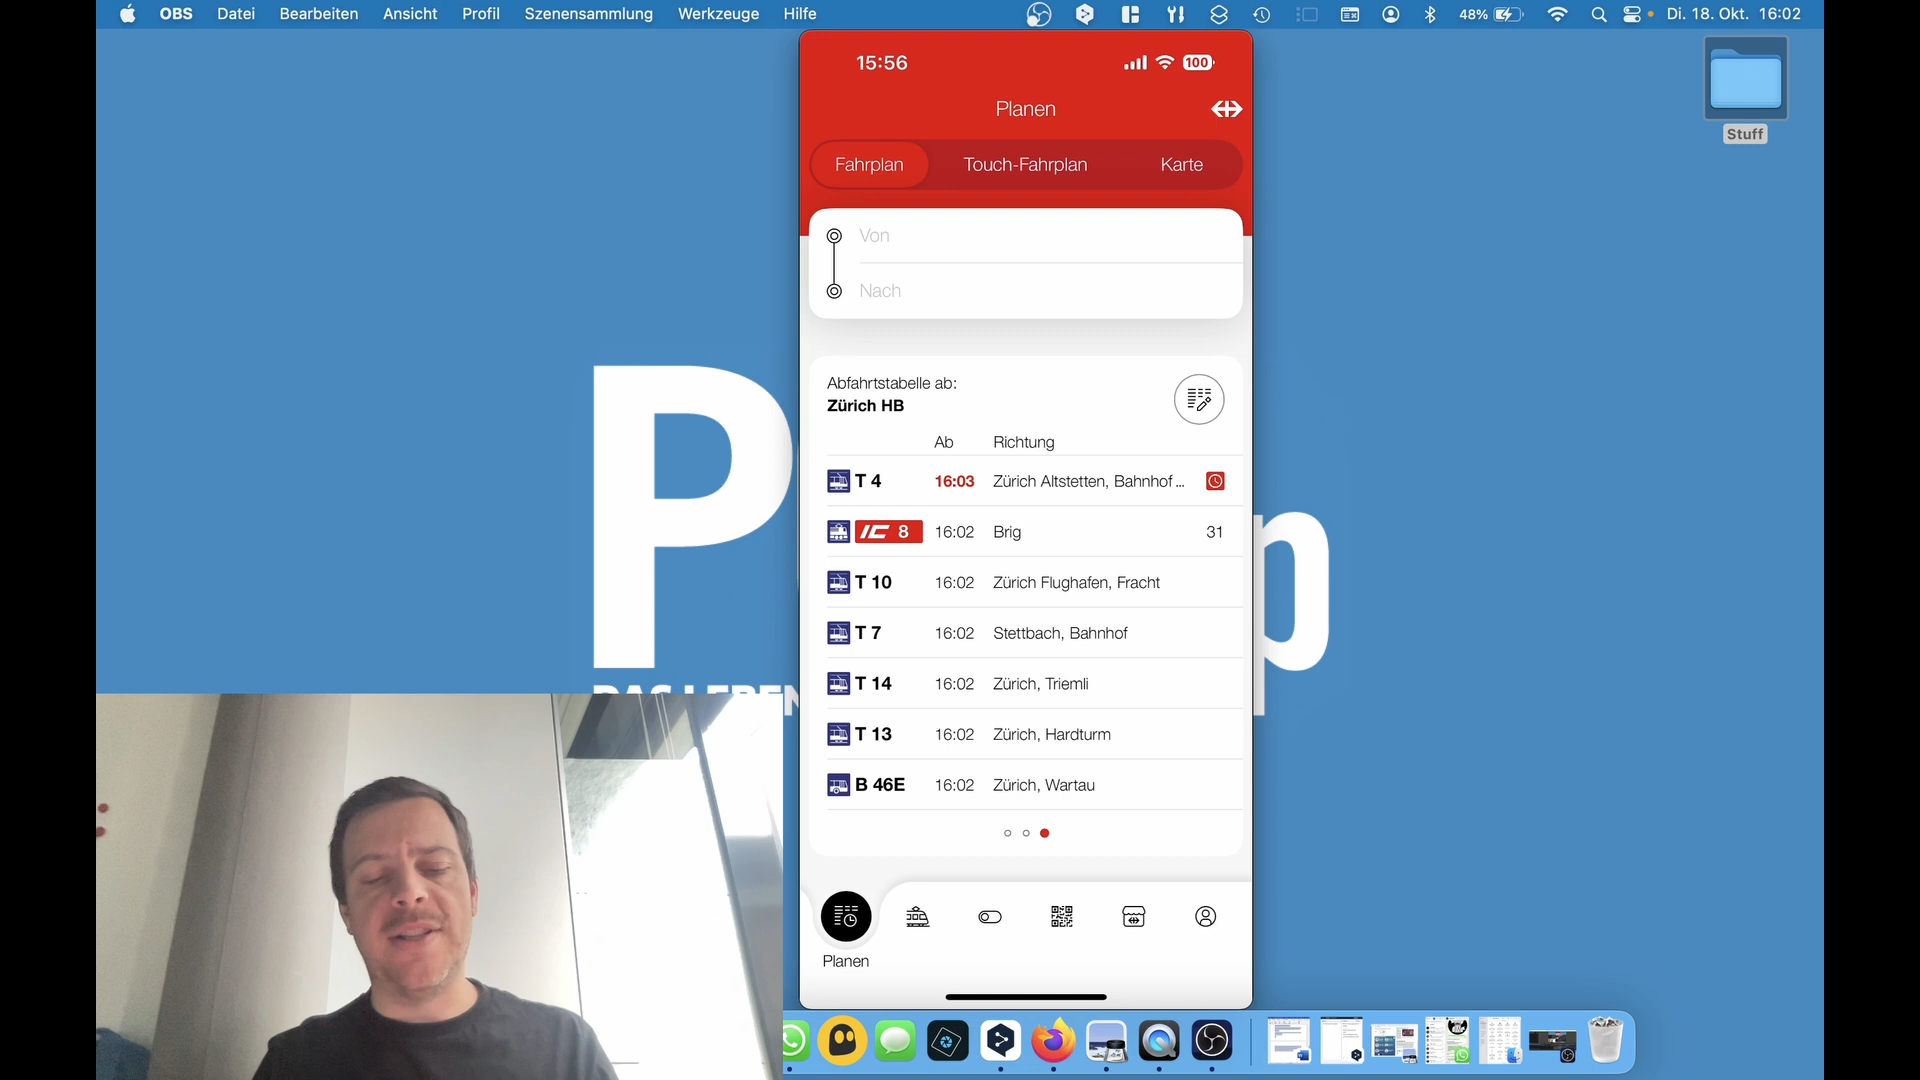 OBS Datei Bearbeiten Ansicht Profil Szenensammlung Werkzeuge Hilfe 48% Di. 18. Okt. 16:02
Stuff
15:56 100
Planen
Fahrplan Touch-Fahrplan Karte
Von
Nach
Abfahrtstabelle ab:
Zürich HB
Ab Richtung
T 4 16:03 Zürich Altstetten, Bahnhof ...
IC 8 16:02 Brig 31
T 10 16:02 Zürich Flughafen, Fracht
T 7 16:02 Stettbach, Bahnhof
T 14 16:02 Zürich, Triemli
T 13 16:02 Zürich, Hardturm
B 46E 16:02 Zürich, Wartau
Planen
P p
DAS LEBEN